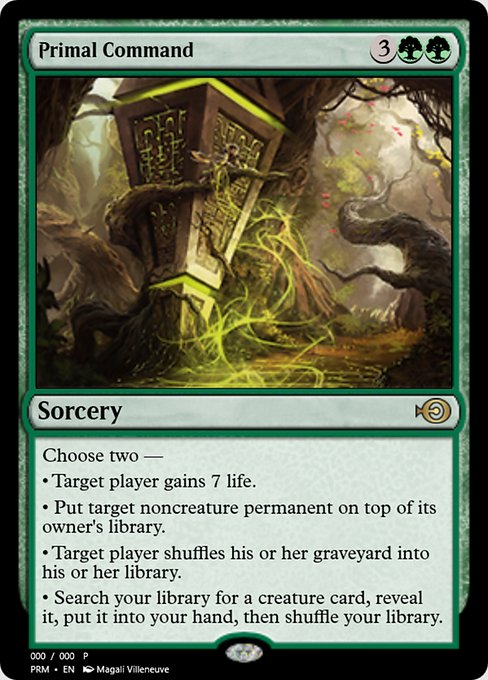 Primal Command 3
Sorcery
Choose two —
• Target player gains 7 life.
• Put target noncreature permanent on top of its
owner's library.
• Target player shuffles his or her graveyard into
his or her library.
• Search your library for a creature card, reveal
it, put it into your hand, then shuffle your library.
000 / 000 P
PRM • EN Magali Villeneuve